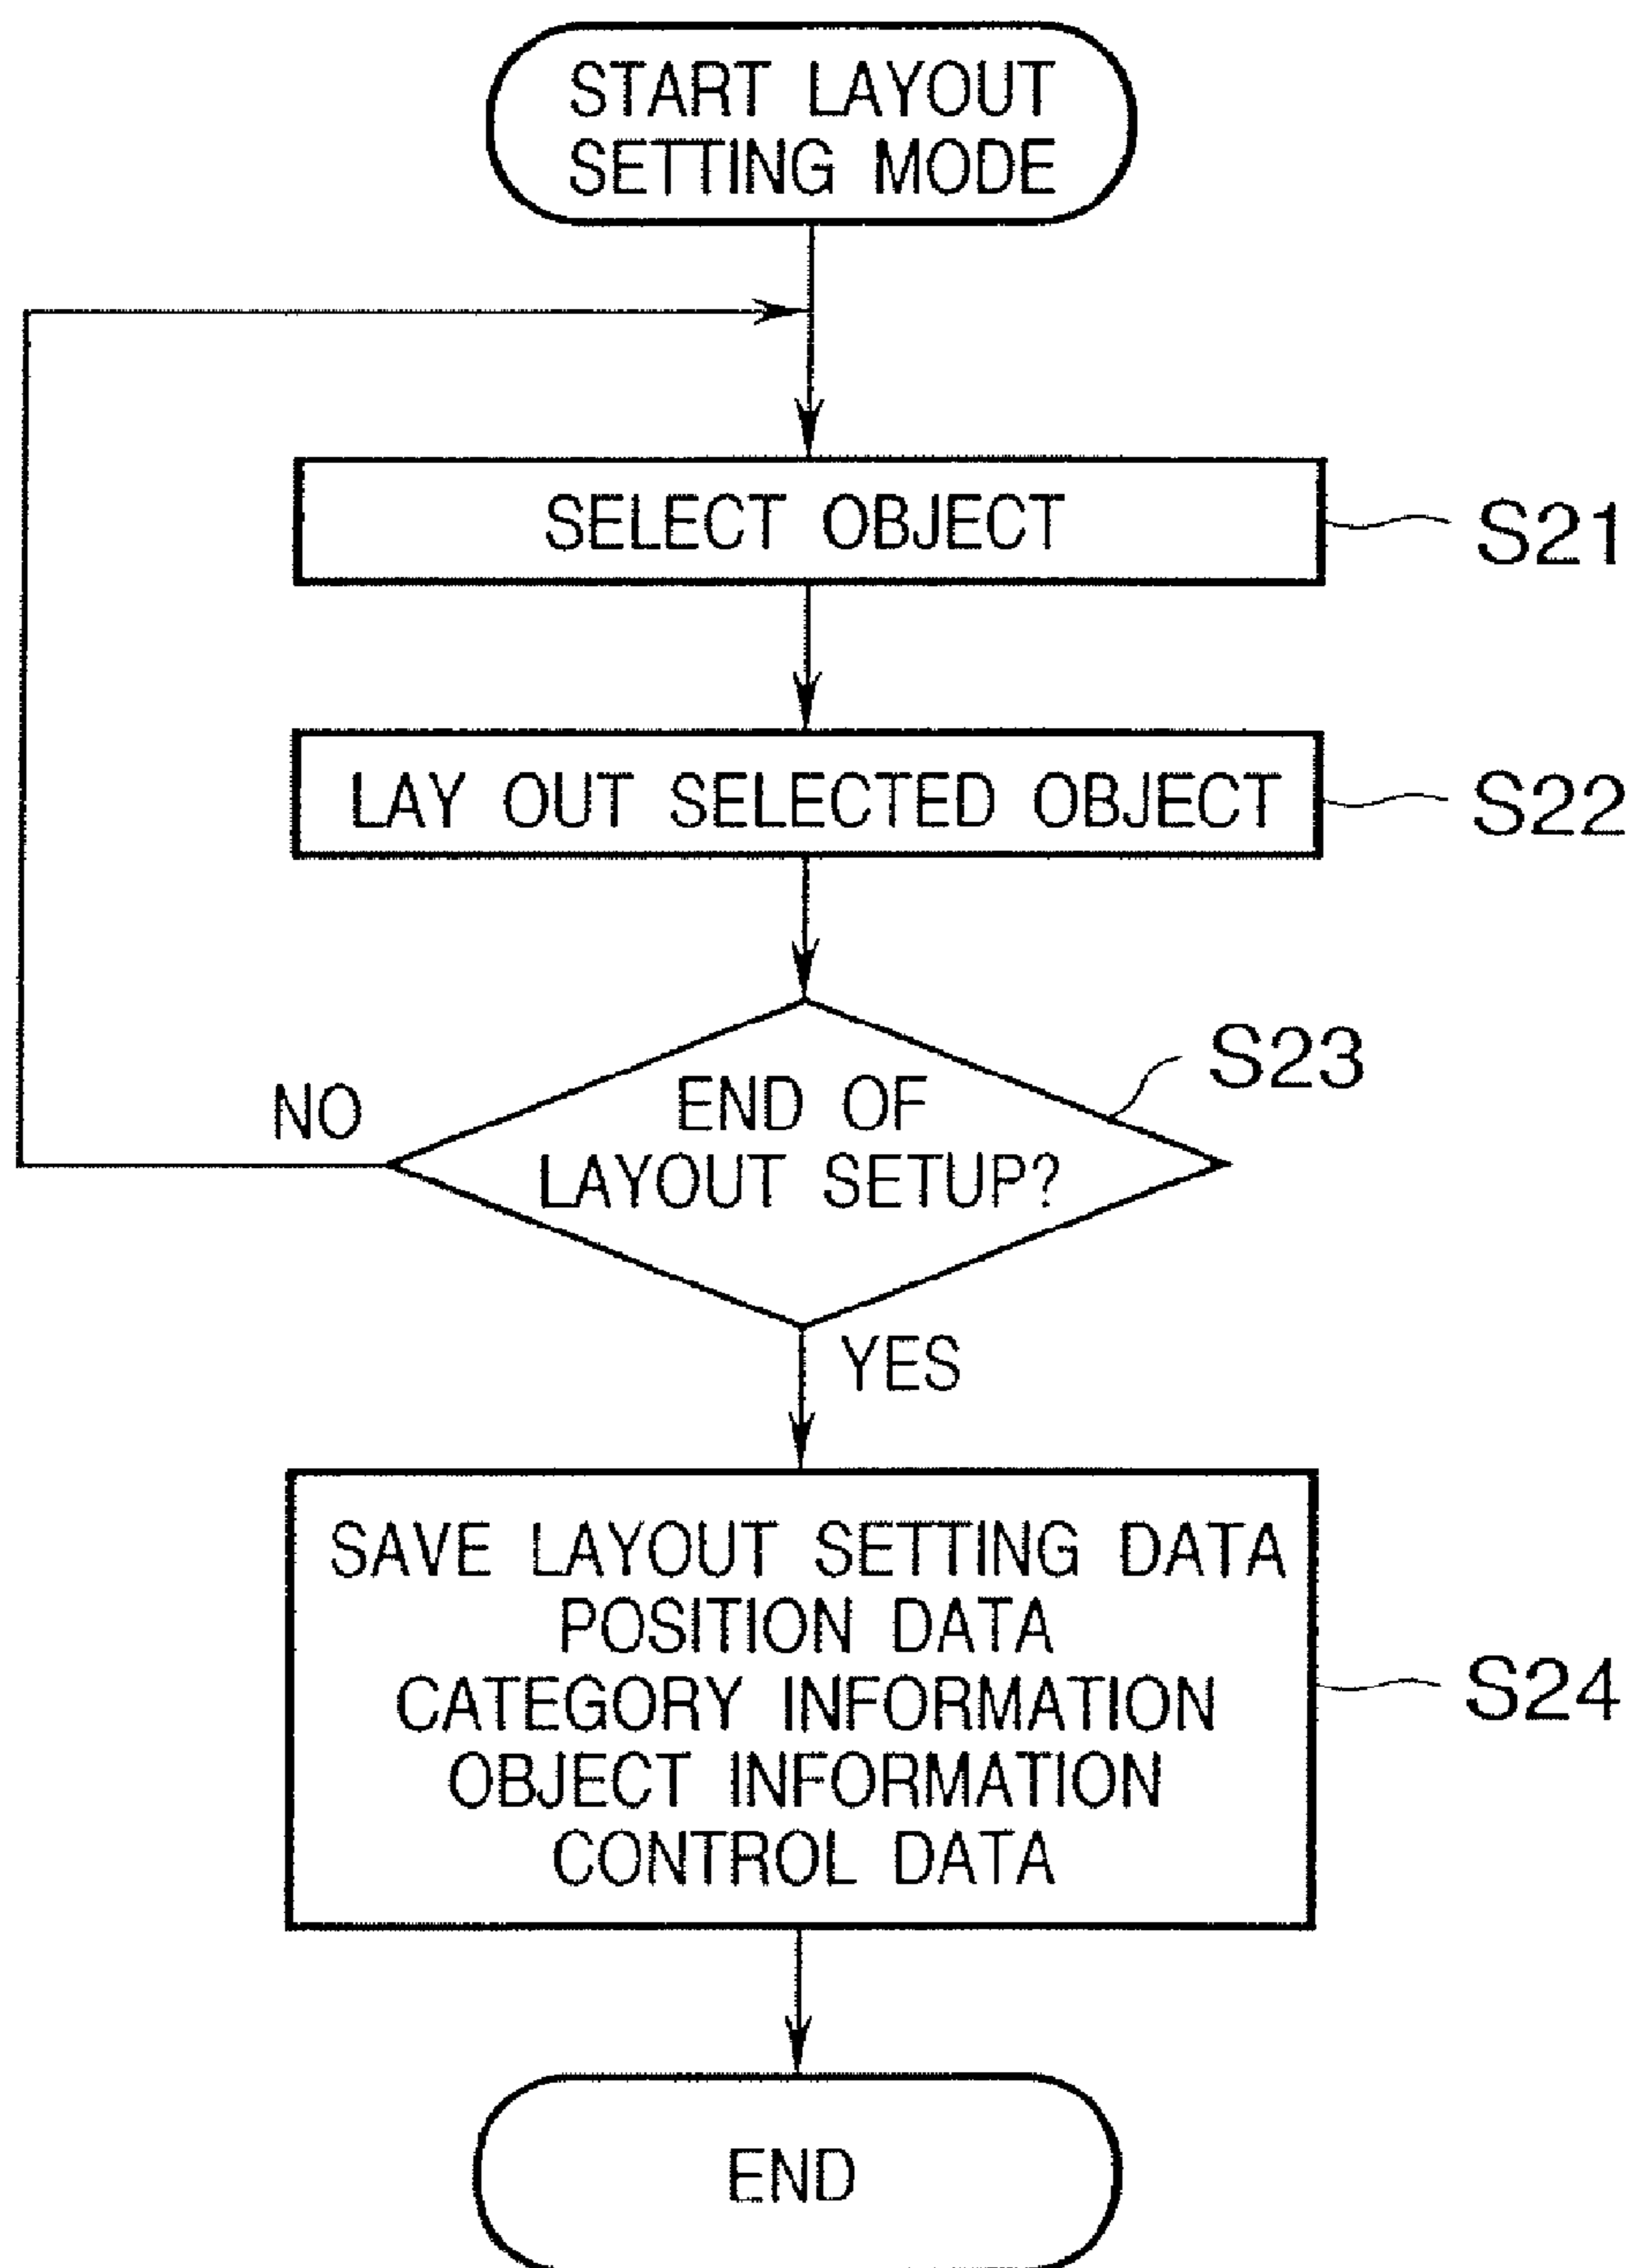 START LAYOUT
SETTING MODE
SELECT OBJECT
S21
LAY OUT SELECTED OBJECT
S22
S23
END OF
LAYOUT SETUP?
NO
YES
SAVE LAYOUT SETTING DATA
POSITION DATA
CATEGORY INFORMATION
OBJECT INFORMATION
CONTROL DATA
S24
END